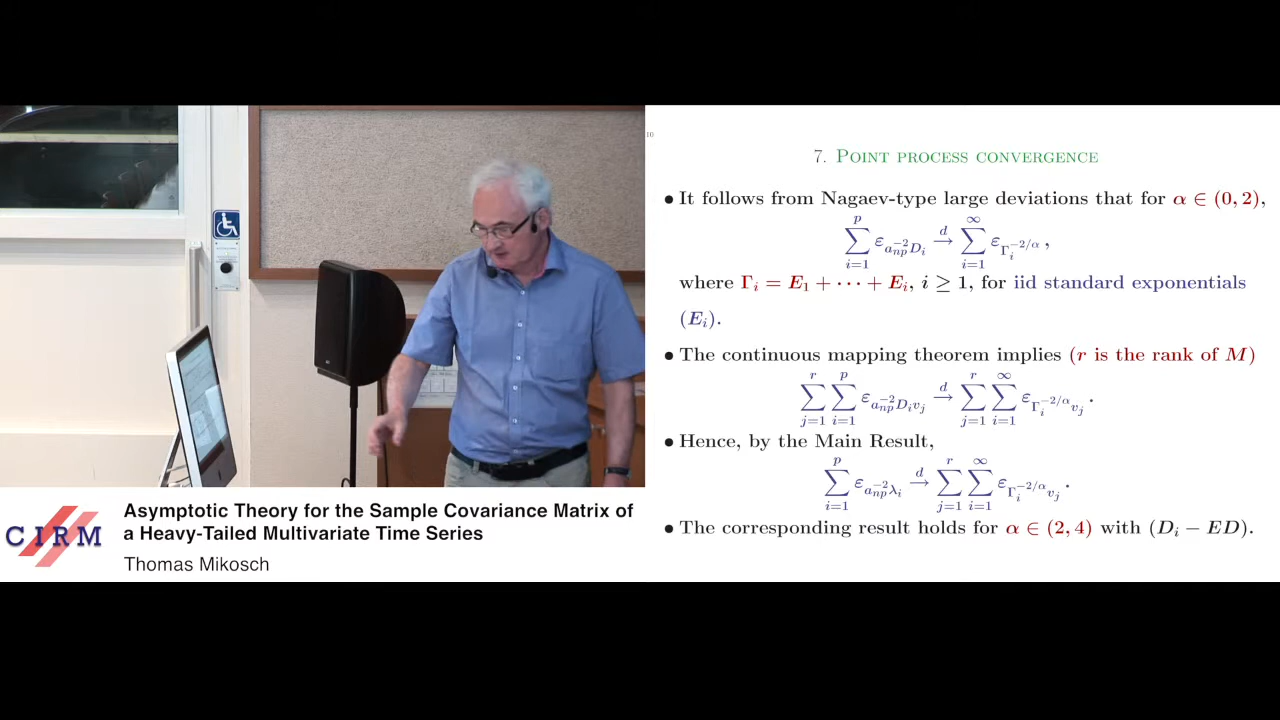 10
7. POINT PROCESS CONVERGENCE
• It follows from Nagaev-type large deviations that for α ∈ (0, 2),
∑_{i=1}^{p} ε_{a_{np}^{-2} D_i} →^d ∑_{i=1}^{∞} ε_{Γ_i^{-2/α}} ,
where Γ_i = E_1 + ··· + E_i, i ≥ 1, for iid standard exponentials
(E_i).
• The continuous mapping theorem implies (r is the rank of M)
∑_{j=1}^{r} ∑_{i=1}^{p} ε_{a_{np}^{-2} D_i v_j} →^d ∑_{j=1}^{r} ∑_{i=1}^{∞} ε_{Γ_i^{-2/α} v_j} .
• Hence, by the Main Result,
∑_{i=1}^{p} ε_{a_{np}^{-2} λ_i} →^d ∑_{j=1}^{r} ∑_{i=1}^{∞} ε_{Γ_i^{-2/α} v_j} .
• The corresponding result holds for α ∈ (2, 4) with (D_i − ED).
CIRM
Asymptotic Theory for the Sample Covariance Matrix of
a Heavy-Tailed Multivariate Time Series
Thomas Mikosch